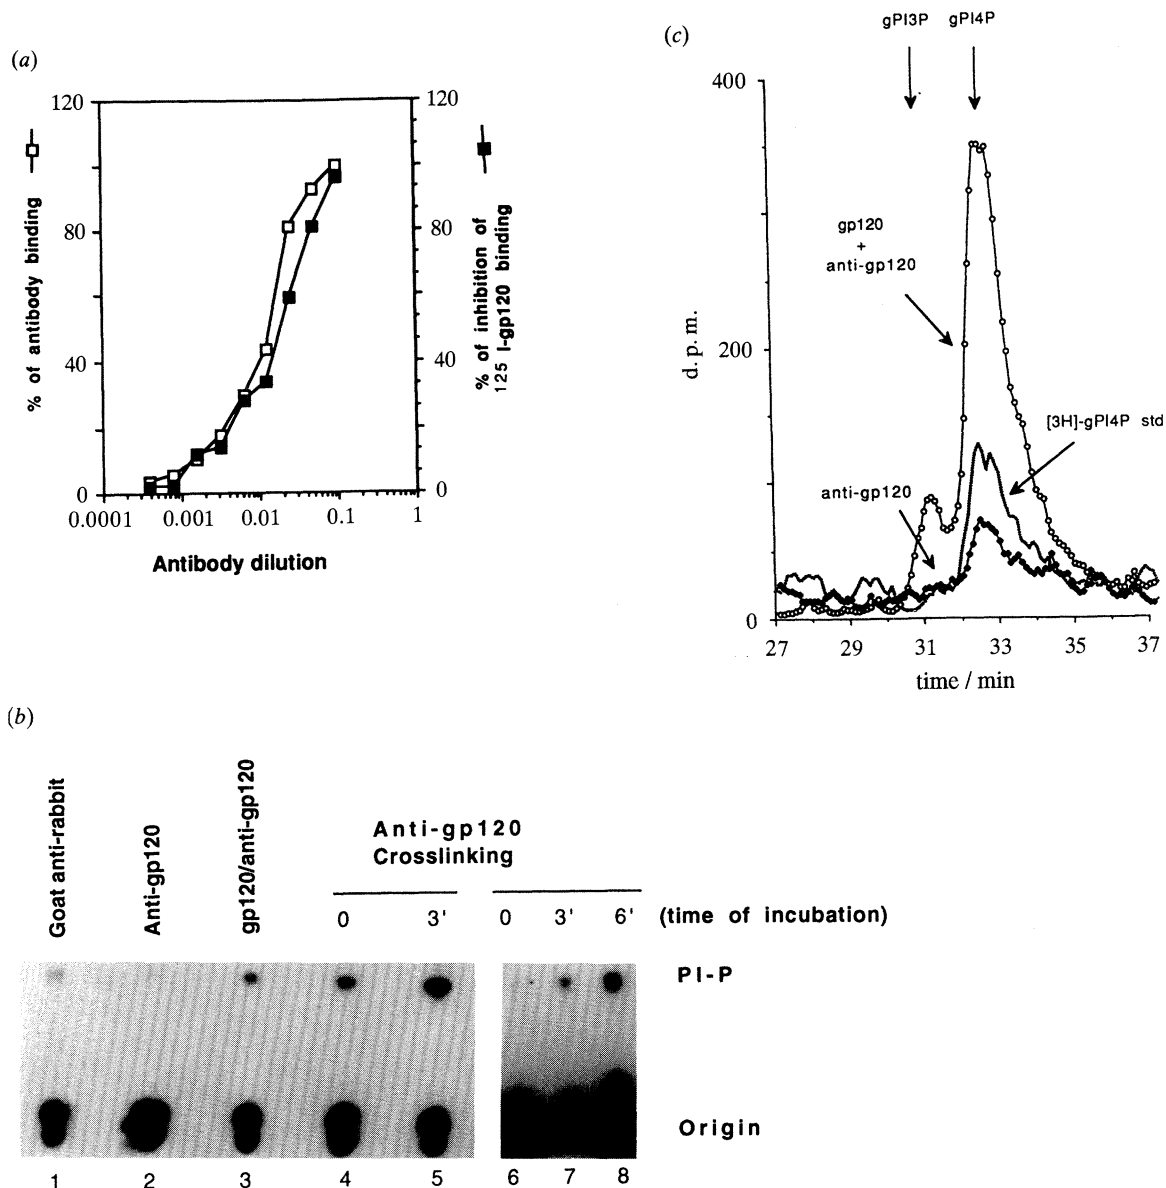 (a)
120
80
40
0
% of antibody binding
120
80
40
0
% of inhibition of
125 I-gp120 binding
0.0001
0.001
0.01
0.1
1
Antibody dilution
(c)
gPI3P
gPI4P
400
200
0
d. p. m.
gp120
+
anti-gp120
[3H]-gPI4P std
anti-gp120
27
29
31
33
35
37
time / min
(b)
Goat anti-rabbit
Anti-gp120
gp120/anti-gp120
Anti-gp120
Crosslinking
0
3'
0
3'
6'
(time of incubation)
PI-P
Origin
1
2
3
4
5
6
7
8